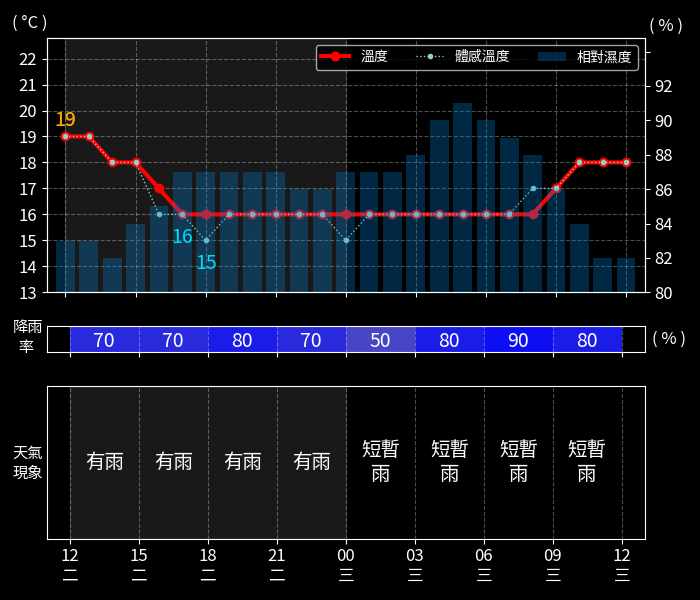 ( °C )
( % )
溫度 體感溫度 相對濕度
22
21
20
19
18
17
16
15
14
13
92
90
88
86
84
82
80
19
16
15
降雨
率
70 70 80 70 50 80 90 80
( % )
天氣
現象
有雨 有雨 有雨 有雨 短暫 短暫 短暫 短暫
雨 雨 雨 雨
12 15 18 21 00 03 06 09 12
二 二 二 二 三 三 三 三 三